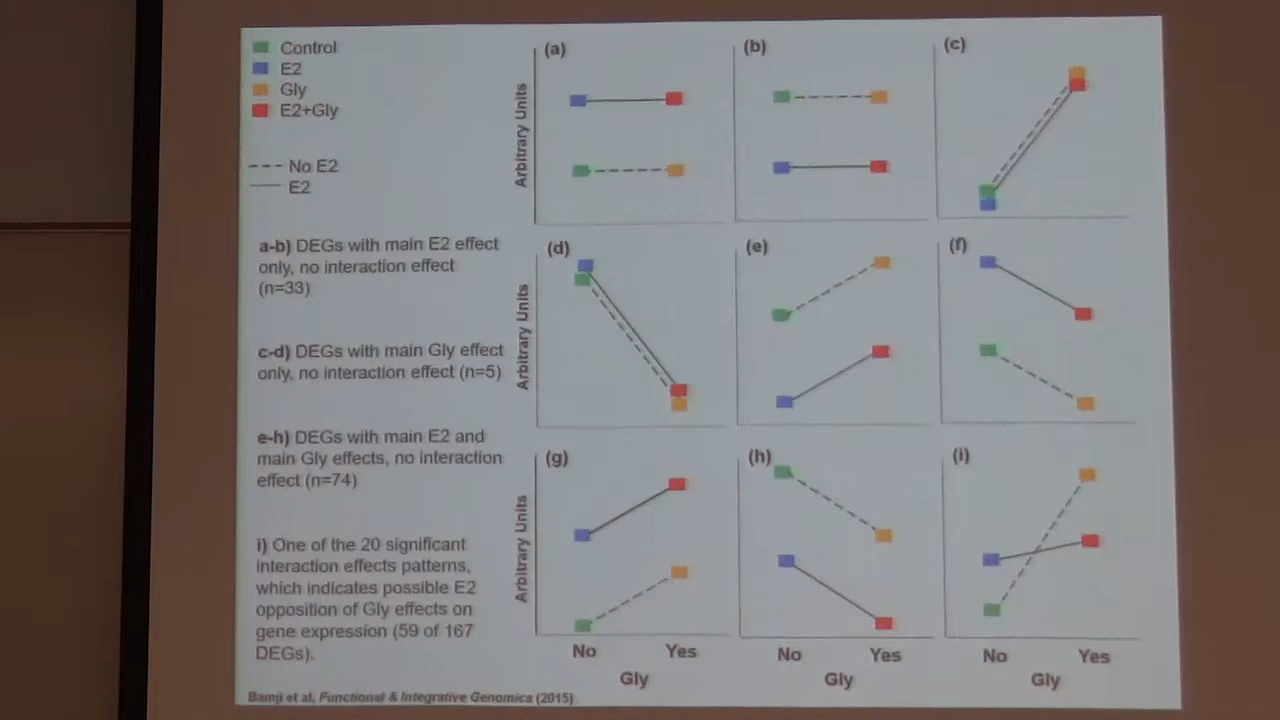 Control
E2
Gly
E2+Gly
No E2
E2
a-b) DEGs with main E2 effect
only, no interaction effect
(n=33)
c-d) DEGs with main Gly effect
only, no interaction effect (n=5)
e-h) DEGs with main E2 and
main Gly effects, no interaction
effect (n=74)
i) One of the 20 significant
interaction effects patterns,
which indicates possible E2
opposition of Gly effects on
gene expression (59 of 167
DEGs).
Bamji et al, Functional & Integrative Genomics (2015)
(a)
(b)
(c)
Arbitrary Units
(d)
(e)
(f)
Arbitrary Units
(g)
(h)
(i)
Arbitrary Units
No Yes
No Yes
No Yes
Gly
Gly
Gly